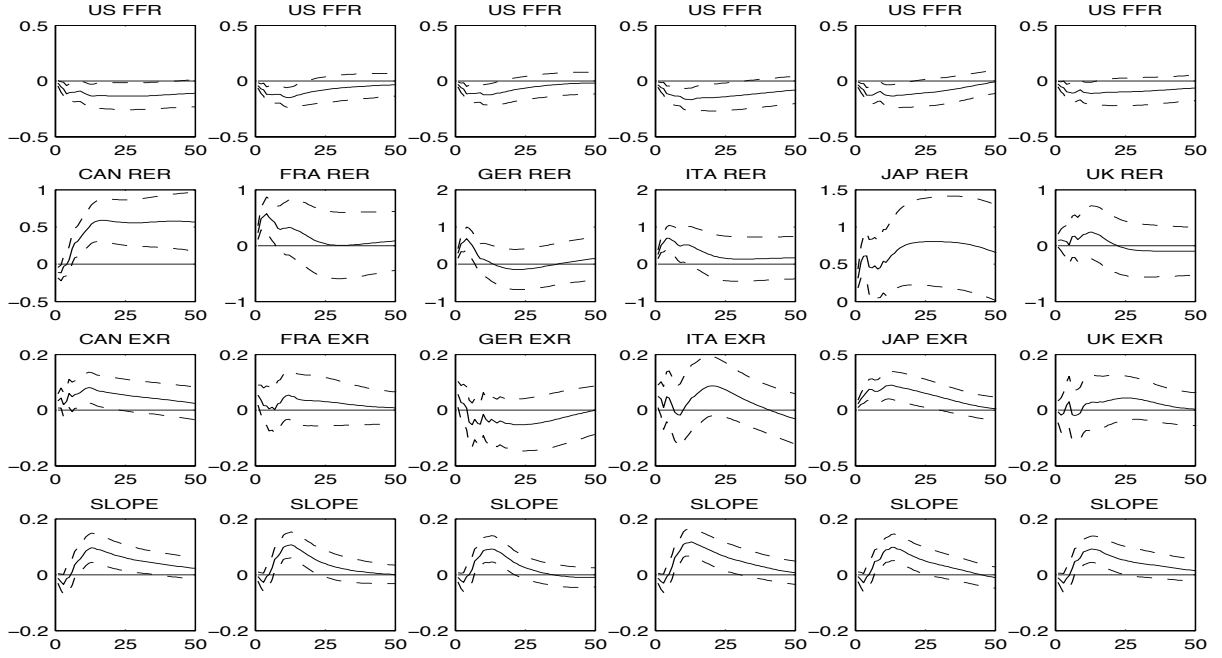 US FFR US FFR US FFR US FFR US FFR US FFR
0.5 0.5 0.5 0.5 0.5 0.5
0 0 0 0 0 0
−0.5 −0.5 −0.5 −0.5 −0.5 −0.5
0 25 50 0 25 50 0 25 50 0 25 50 0 25 50 0 25 50
CAN RER FRA RER GER RER ITA RER JAP RER UK RER
1 1 2 2 1.5 1
0.5 1 1 1
0 0 0 0 0.5 0
−1 −1
−0.5 −1 −2 −2 0 −1
0 25 50 0 25 50 0 25 50 0 25 50 0 25 50 0 25 50
CAN EXR FRA EXR GER EXR ITA EXR JAP EXR UK EXR
0.2 0.2 0.2 0.2 0.5 0.2
0 0 0 0 0 0
−0.2 −0.2 −0.2 −0.2 −0.5 −0.2
0 25 50 0 25 50 0 25 50 0 25 50 0 25 50 0 25 50
SLOPE SLOPE SLOPE SLOPE SLOPE SLOPE
0.2 0.2 0.2 0.2 0.2 0.2
0 0 0 0 0 0
−0.2 −0.2 −0.2 −0.2 −0.2 −0.2
0 25 50 0 25 50 0 25 50 0 25 50 0 25 50 0 25 50